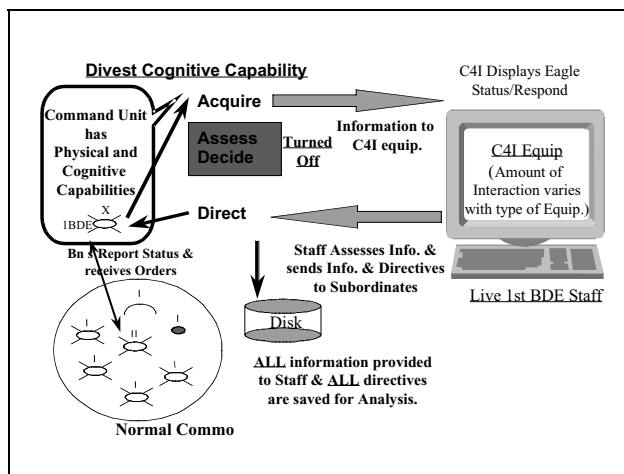 Divest Cognitive Capability
Command Unit
has
Physical and
Cognitive
Capabilities
X
1BDE
Acquire
Assess
Decide
Turned
Off
Direct
Information to
C4I equip.
C4I Displays Eagle
Status/Respond
C4I Equip
(Amount of
Interaction varies
with type of Equip.)
Live 1st BDE Staff
Bn s Report Status &
receives Orders
Staff Assesses Info. &
sends Info. & Directives
to Subordinates
Disk
ALL information provided
to Staff & ALL directives
are saved for Analysis.
I
I
I
II
I
I
I
I
Normal Commo